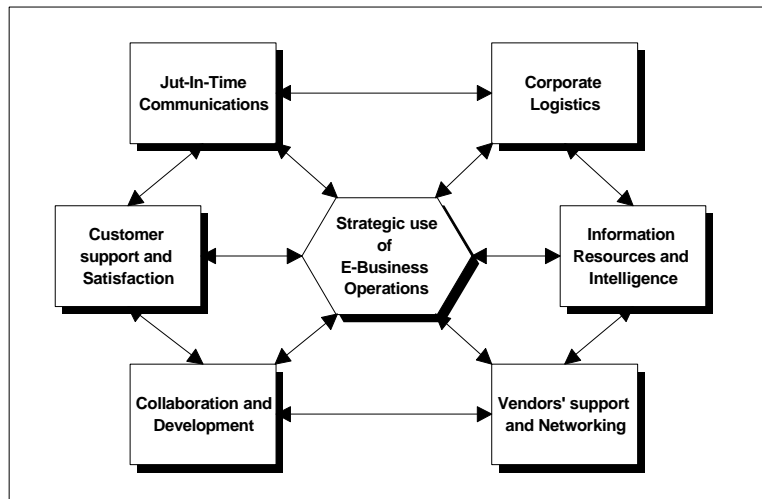 Jut-In-Time
Communications
Corporate
Logistics
Customer
support and
Satisfaction
Strategic use
of
E-Business
Operations
Information
Resources and
Intelligence
Collaboration and
Development
Vendors' support
and Networking